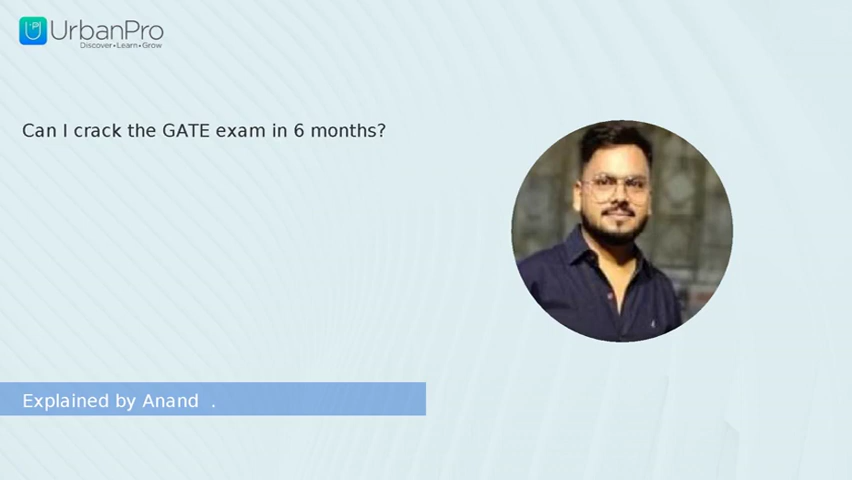 UrbanPro
Discover•Learn•Grow
Can I crack the GATE exam in 6 months?
Explained by Anand .